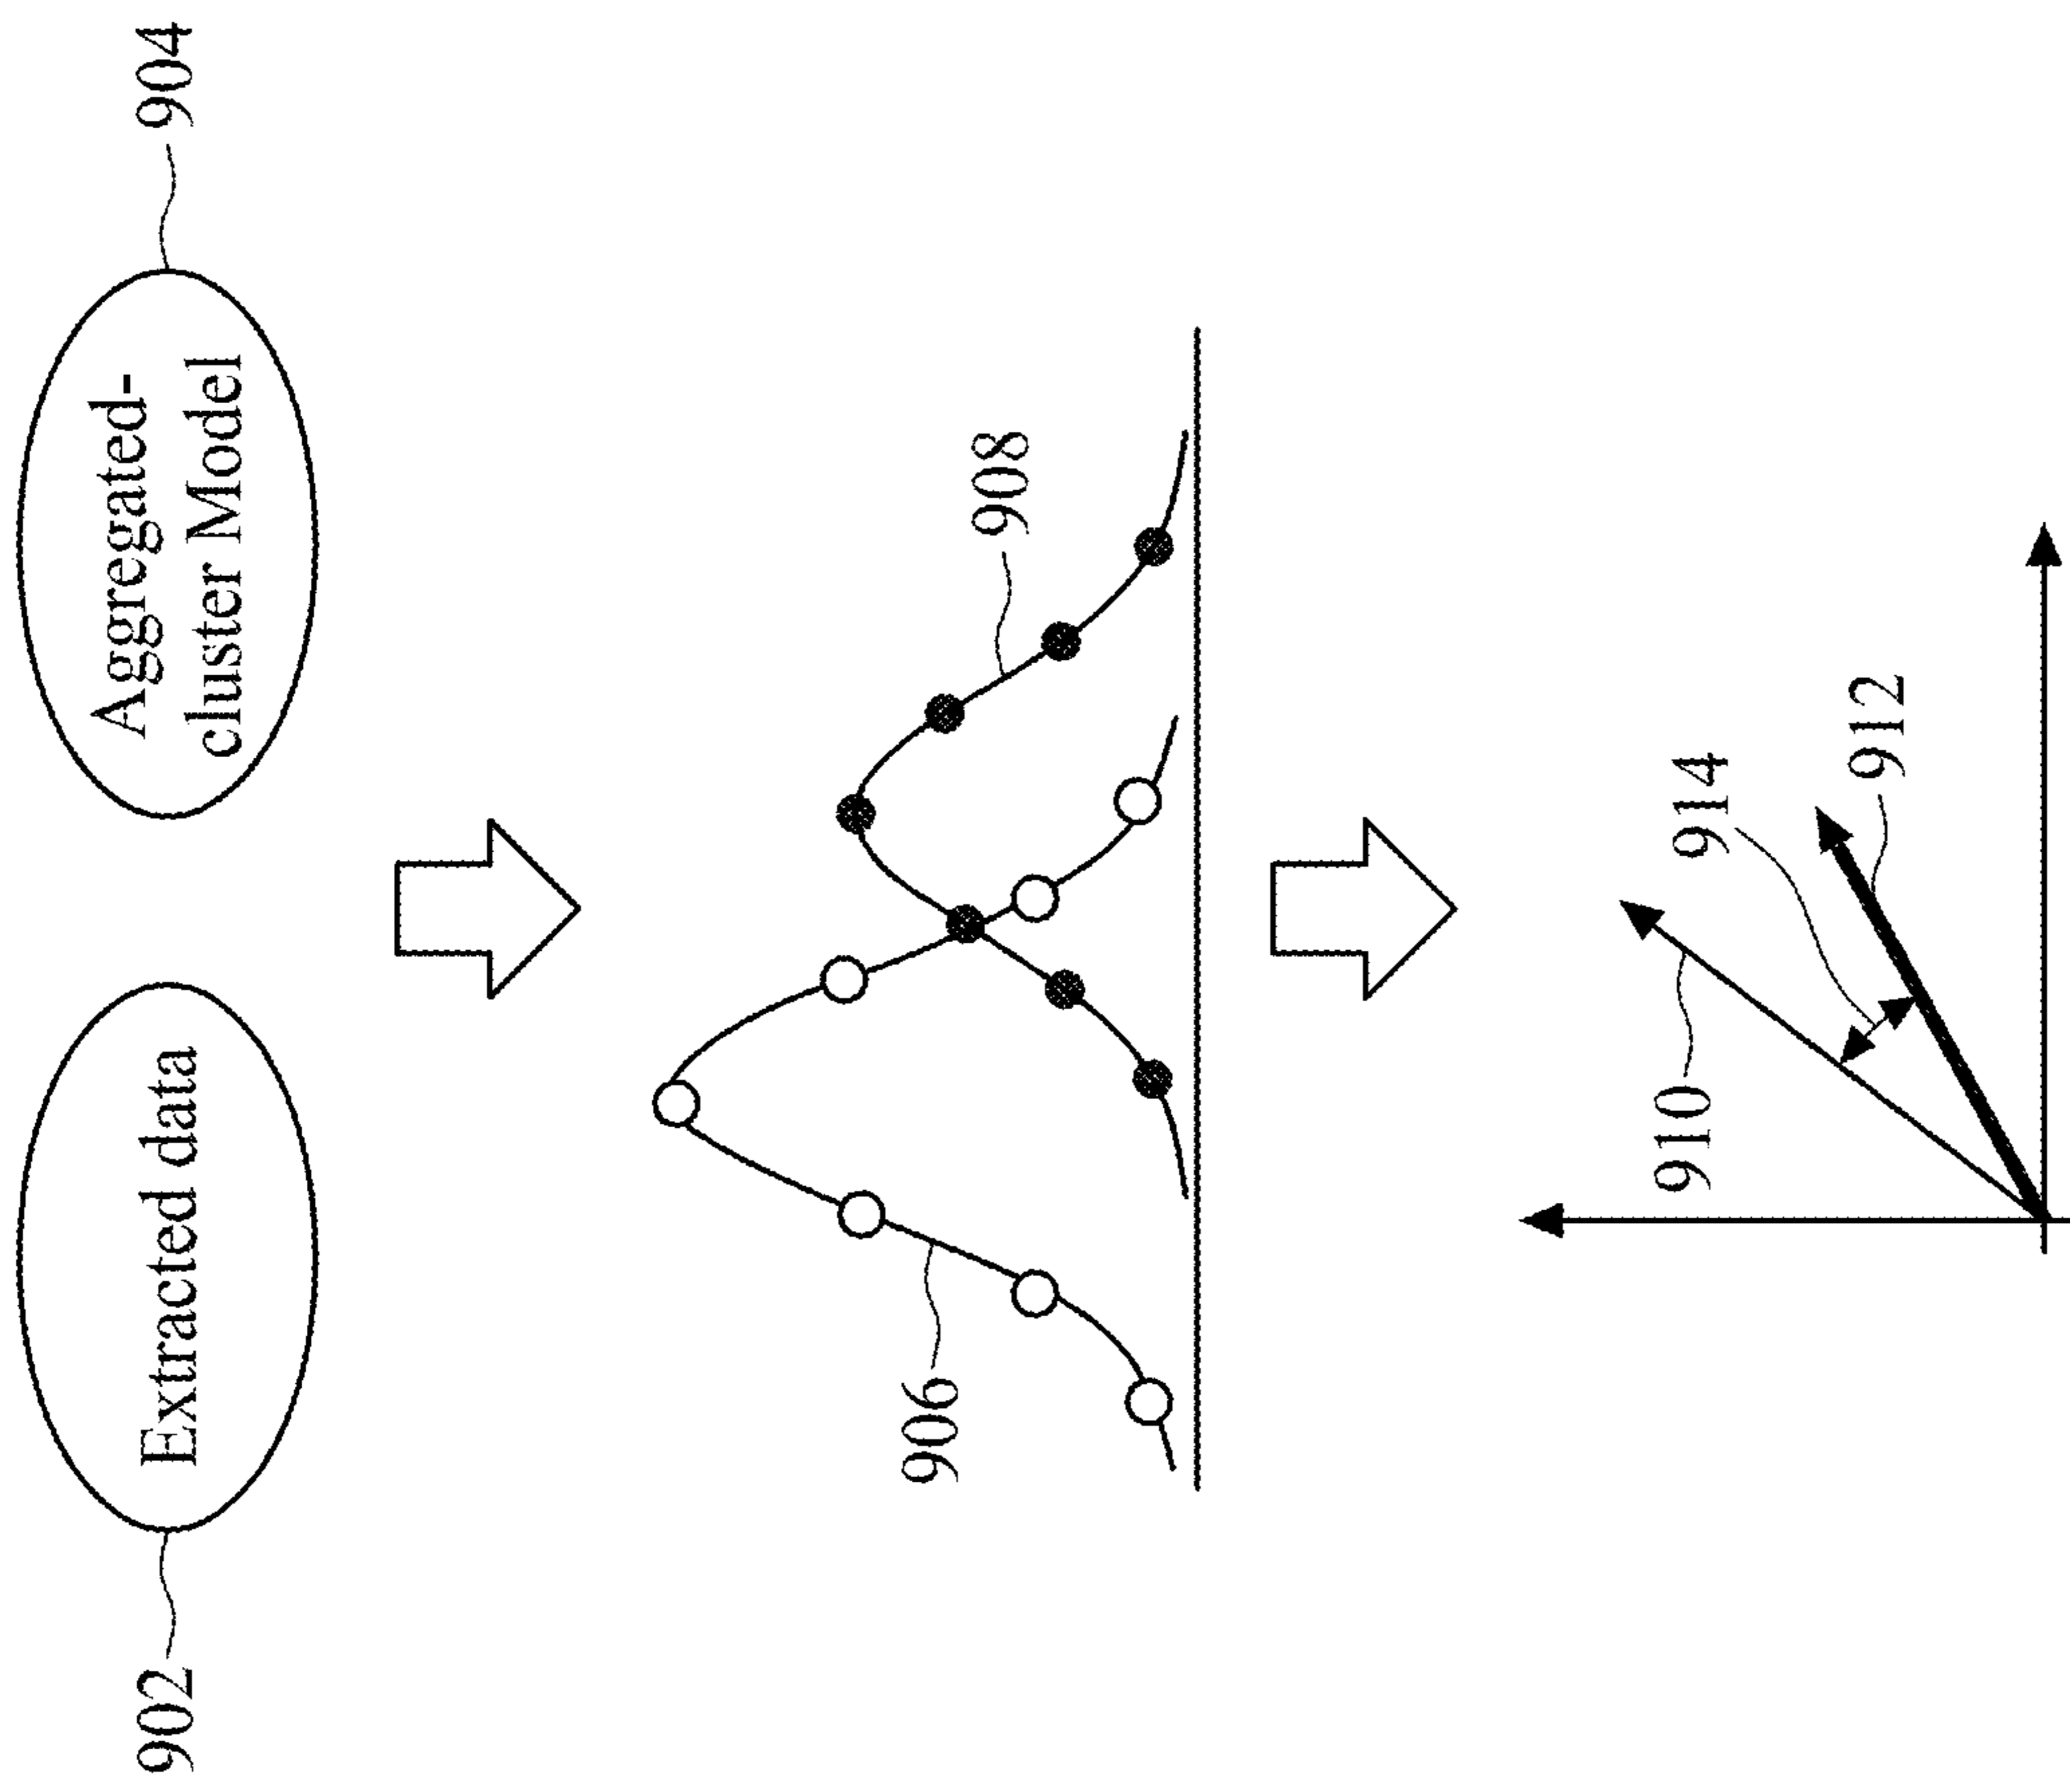 902
Extracted data
Aggregated-
cluster Model
904
906
908
910
914
912